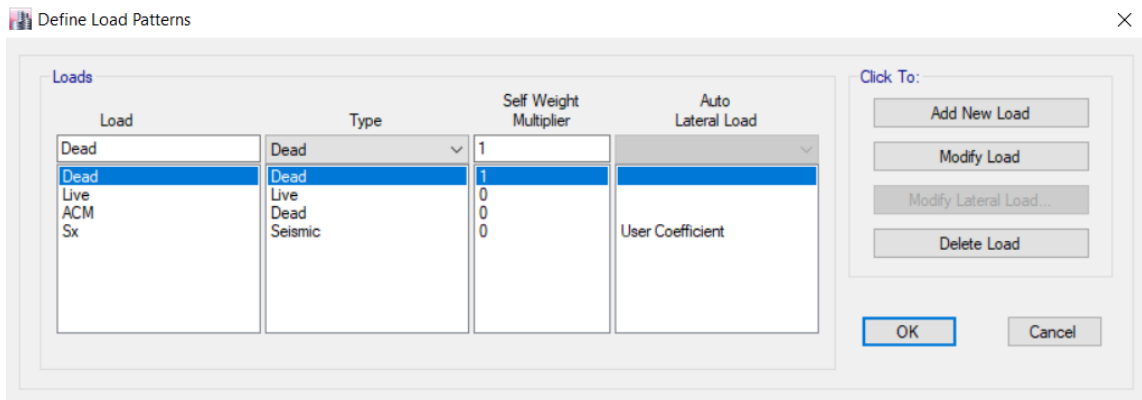 Define Load Patterns
Loads
Load Type Self Weight Multiplier Auto Lateral Load
Dead Dead 1
Dead Dead 1
Live Live 0
ACM Dead 0
Sx Seismic 0 User Coefficient
Click To:
Add New Load
Modify Load
Modify Lateral Load...
Delete Load
OK Cancel